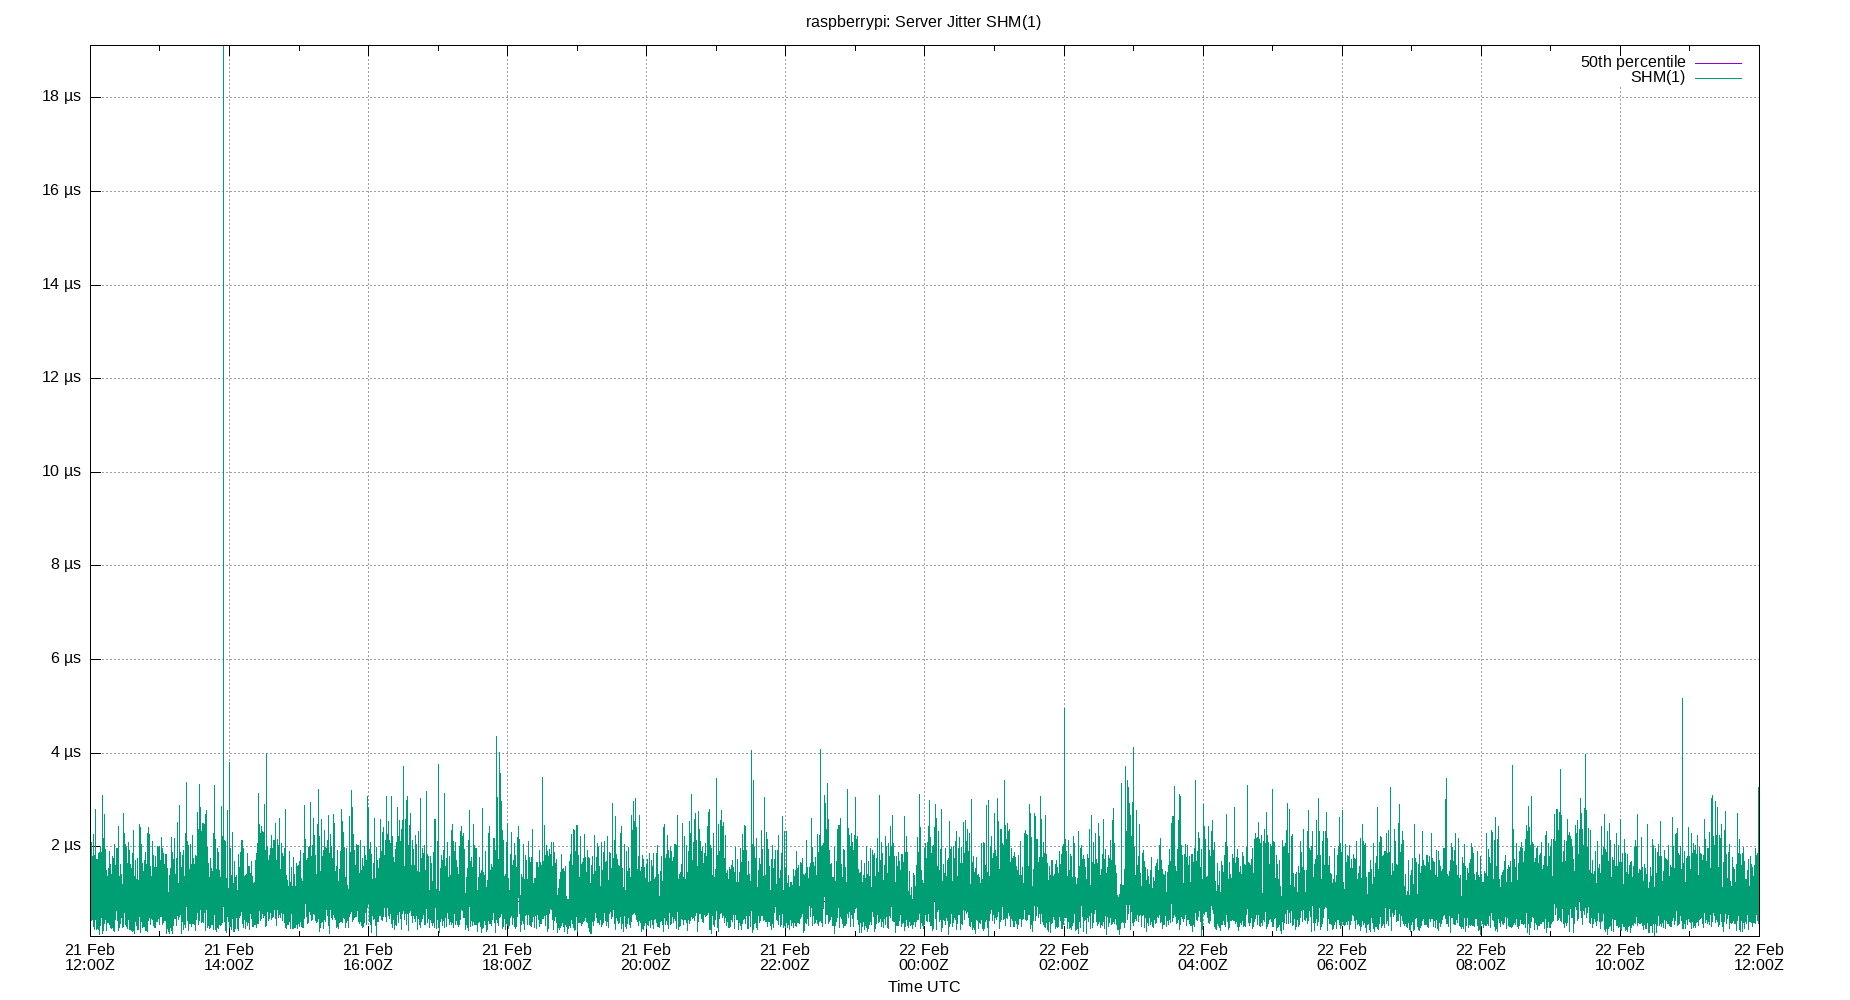 raspberrypi: Server Jitter SHM(1)
50th percentile
SHM(1)
18 µs
16 µs
14 µs
12 µs
10 µs
8 µs
6 µs
4 µs
2 µs
21 Feb 21 Feb 21 Feb 21 Feb 21 Feb 21 Feb 22 Feb 22 Feb 22 Feb 22 Feb 22 Feb 22 Feb 22 Feb
12:00Z 14:00Z 16:00Z 18:00Z 20:00Z 22:00Z 00:00Z 02:00Z 04:00Z 06:00Z 08:00Z 10:00Z 12:00Z
Time UTC